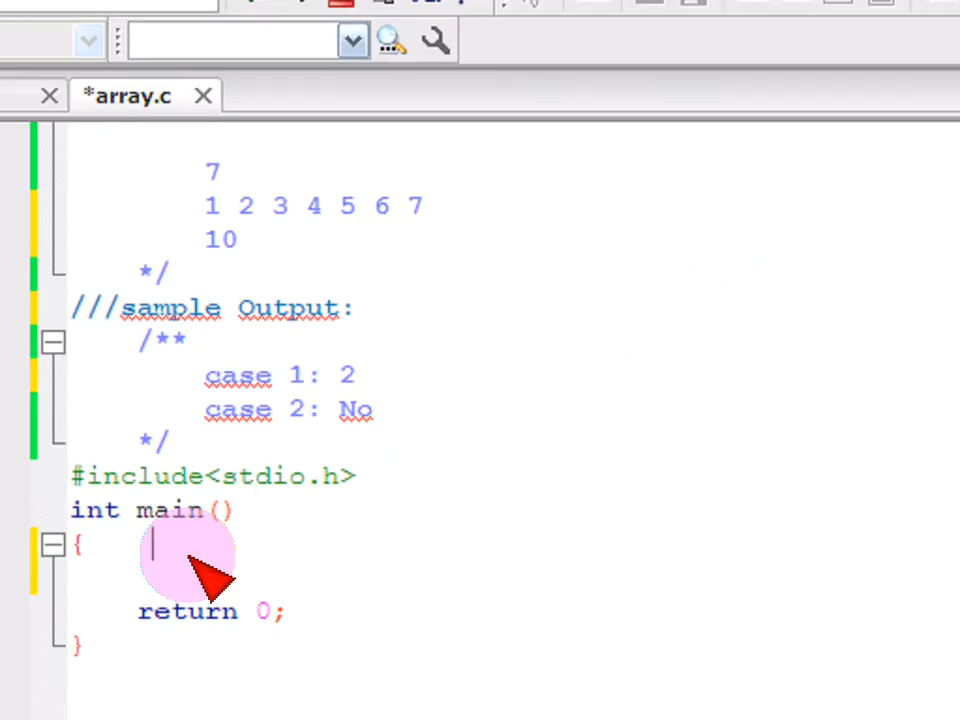 *array.c
7
1 2 3 4 5 6 7
10
*/
///sample Output:
/**
case 1: 2
case 2: No
*/
#include<stdio.h>
int main()
{
return 0;
}